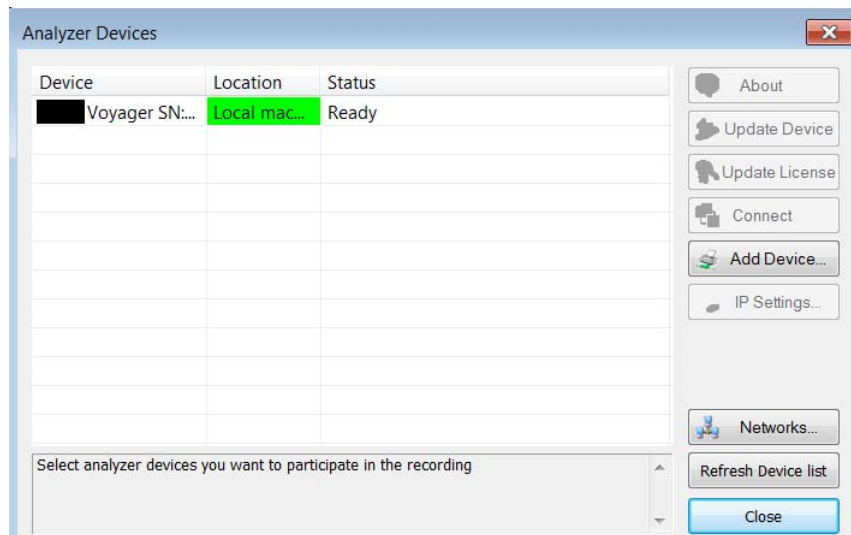 Analyzer Devices
Device Location Status
Voyager SN:... Local mac... Ready
About
Update Device
Update License
Connect
Add Device...
IP Settings...
Networks...
Refresh Device list
Close
Select analyzer devices you want to participate in the recording